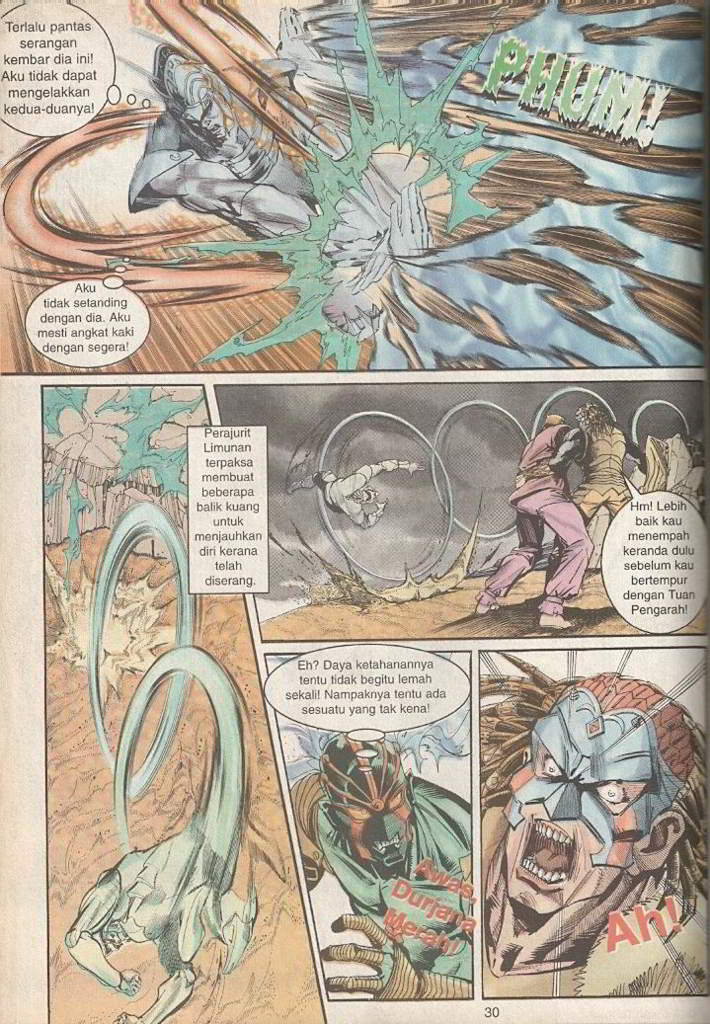 Terlalu pantas
serangan
kembar dia ini!
Aku tidak dapat
mengelakkan
kedua-duanya!
PHUM!
Aku
tidak setanding
dengan dia. Aku
mesti angkat kaki
dengan segera!
Perajurit
Limunan
terpaksa
membuat
beberapa
balik kuang
untuk
menjauhkan
diri kerana
telah
diserang.
Hm! Lebih
baik kau
menempah
keranda dulu
sebelum kau
bertempur
dengan Tuan
Pengarah!
Eh? Daya ketahanannya
tentu tidak begitu lemah
sekali! Nampaknya tentu ada
sesuatu yang tak kena!
Awas,
Durjana
Merah!
Ah!
30